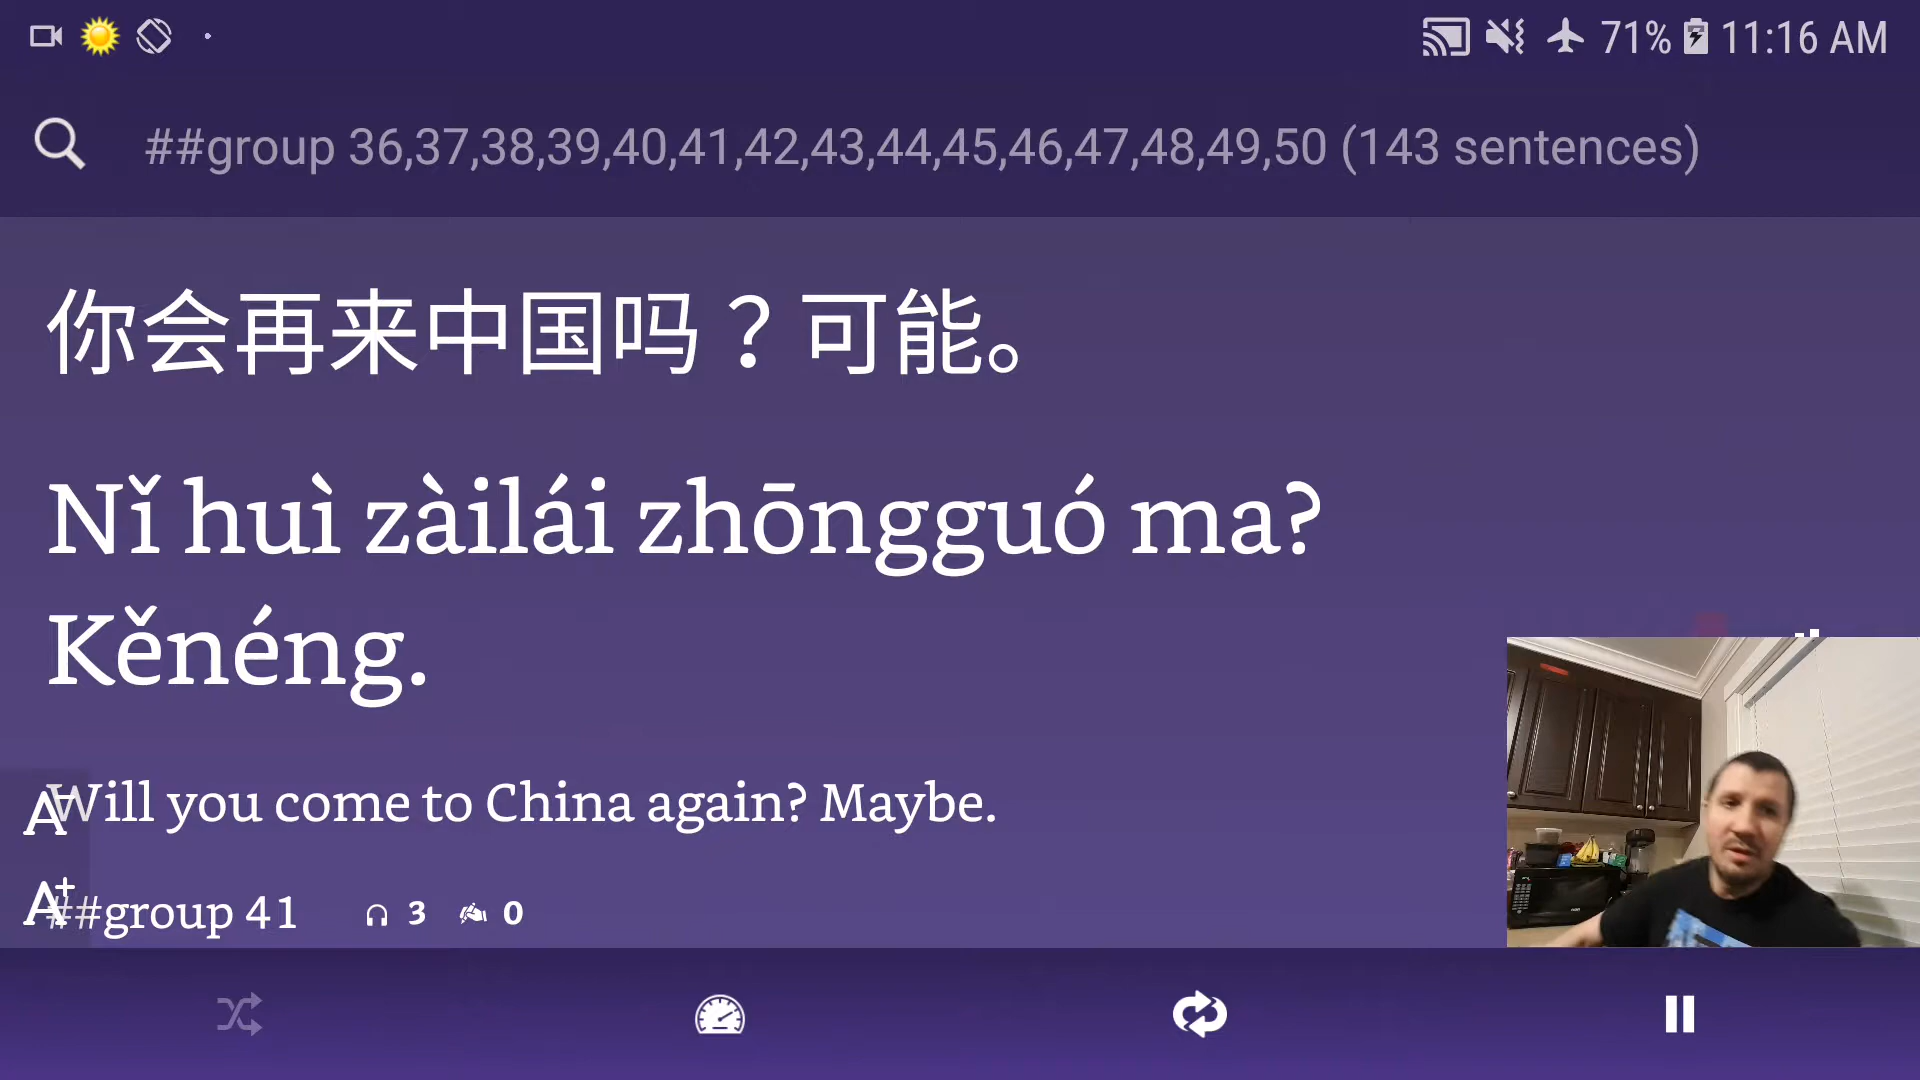 71% 11:16 AM
##group 36,37,38,39,40,41,42,43,44,45,46,47,48,49,50 (143 sentences)
你会再来中国吗？可能。
Nǐ huì zàilái zhōngguó ma?
Kěnéng.
Will you come to China again? Maybe.
A
##group 41 3 0
A+